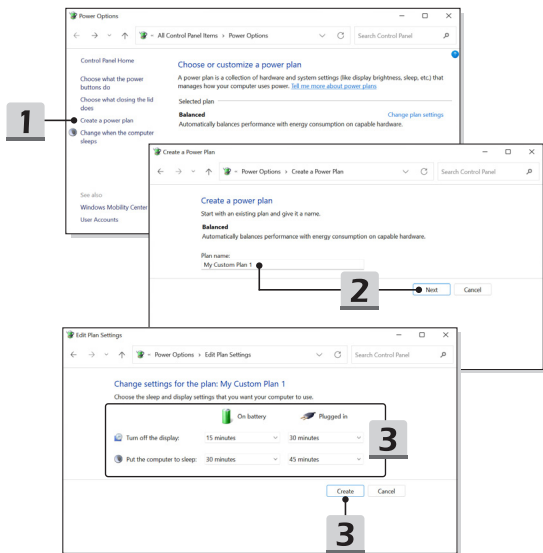 Power Options
All Control Panel Items › Power Options
Search Control Panel
Control Panel Home
Choose what the power
buttons do
Choose what closing the lid
does
Create a power plan
Change when the computer
sleeps
See also
Windows Mobility Center
User Accounts
Choose or customize a power plan
A power plan is a collection of hardware and system settings (like display brightness, sleep, etc.) that
manages how your computer uses power. Tell me more about power plans
Selected plan
Balanced
Change plan settings
Automatically balances performance with energy consumption on capable hardware.
1
Create a Power Plan
Power Options › Create a Power Plan
Search Control Panel
Create a power plan
Start with an existing plan and give it a name.
Balanced
Automatically balances performance with energy consumption on capable hardware.
Plan name:
My Custom Plan 1
2
Next
Cancel
Edit Plan Settings
Power Options › Edit Plan Settings
Search Control Panel
Change settings for the plan: My Custom Plan 1
Choose the sleep and display settings that you want your computer to use.
On battery
Plugged in
Turn off the display:
15 minutes
30 minutes
Put the computer to sleep:
30 minutes
45 minutes
3
Create
Cancel
3